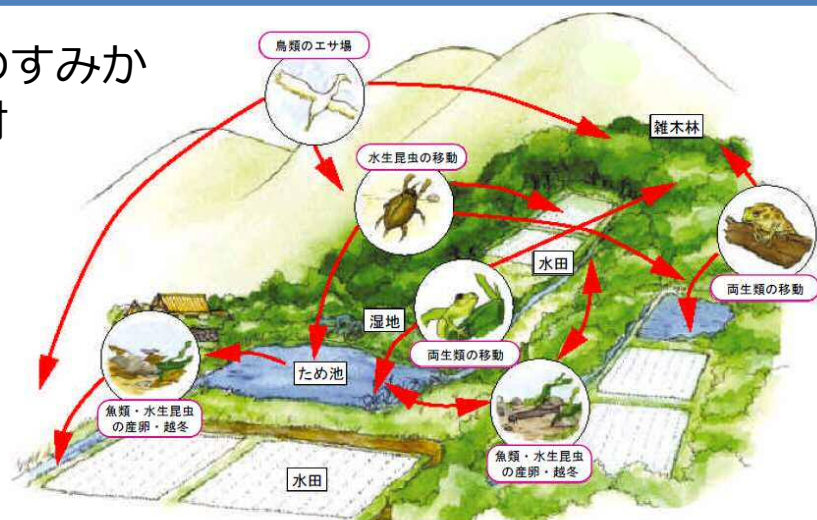 のすみか
鳥類のエサ場
雑木林
水生昆虫の移動
水田
両生類の移動
湿地
両生類の移動
ため池
魚類・水生昆虫
の産卵・越冬
魚類・水生昆虫
の産卵・越冬
水田